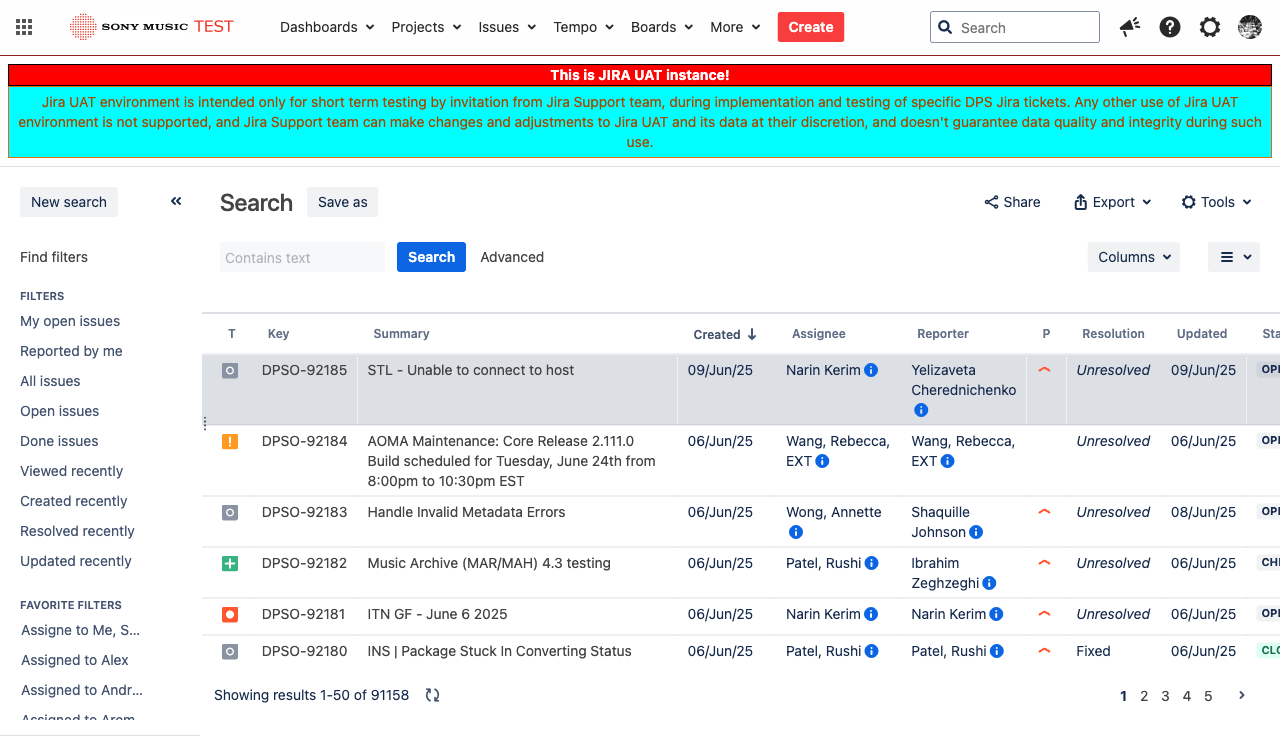 SONY MUSIC TEST Dashboards Projects Issues Tempo Boards More Create Search
This is JIRA UAT instance!
Jira UAT environment is intended only for short term testing by invitation from Jira Support team, during implementation and testing of specific DPS Jira tickets. Any other use of Jira UAT
environment is not supported, and Jira Support team can make changes and adjustments to Jira UAT and its data at their discretion, and doesn't guarantee data quality and integrity during such
use.
New search
Search Save as Share Export Tools
Find filters
Contains text Search Advanced Columns
FILTERS
My open issues
Reported by me
All issues
Open issues
Done issues
Viewed recently
Created recently
Resolved recently
Updated recently
FAVORITE FILTERS
Assigne to Me, S...
Assigned to Alex
Assigned to Andr...
T Key Summary Created Assignee Reporter P Resolution Updated Sta
DPSO-92185 STL - Unable to connect to host 09/Jun/25 Narin Kerim Yelizaveta Unresolved 09/Jun/25 OPE
Cherednichenko
DPSO-92184 AOMA Maintenance: Core Release 2.111.0 06/Jun/25 Wang, Rebecca, Wang, Rebecca, Unresolved 06/Jun/25 OPE
Build scheduled for Tuesday, June 24th from EXT EXT
8:00pm to 10:30pm EST
DPSO-92183 Handle Invalid Metadata Errors 06/Jun/25 Wong, Annette Shaquille Unresolved 08/Jun/25 OPE
Johnson
DPSO-92182 Music Archive (MAR/MAH) 4.3 testing 06/Jun/25 Patel, Rushi Ibrahim Unresolved 06/Jun/25 CHE
Zeghzeghi
DPSO-92181 ITN GF - June 6 2025 06/Jun/25 Narin Kerim Narin Kerim Unresolved 06/Jun/25 OPE
DPSO-92180 INS | Package Stuck In Converting Status 06/Jun/25 Patel, Rushi Patel, Rushi Fixed 06/Jun/25 CLO
Showing results 1-50 of 91158 1 2 3 4 5